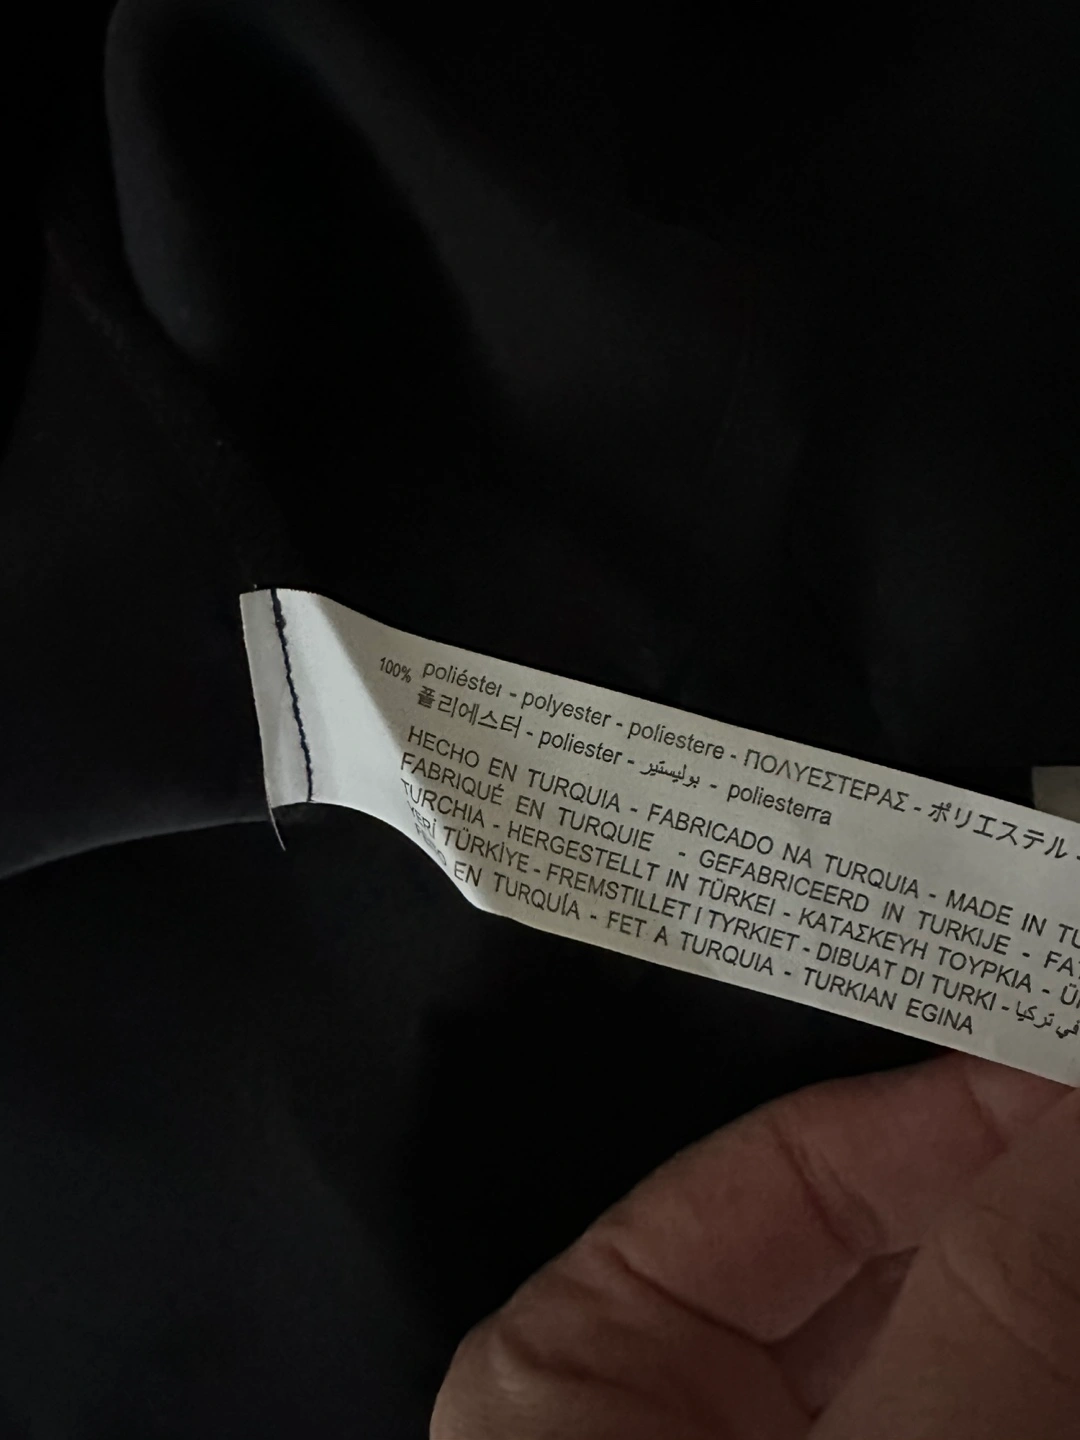 100% poliéster - polyester - poliestere - ΠΟΛΥΕΣΤΕΡΑΣ - ポリエステル -
폴리에스터 - poliester - بوليستير - poliesterra
HECHO EN TURQUIA - FABRICADO NA TURQUIA - MADE IN
FABRIQUÉ EN TURQUIE - GEFABRICEERD IN TURKIJE -
TURCHIA - HERGESTELLT IN TÜRKEI - ΚΑΤΑΣΚΕΥΗ ΤΟΥΡΚΙΑ -
YERİ TÜRKİYE - FREMSTILLET I TYRKIET - DIBUAT DI TURKI - في تركيا
EN TURQUÍA - FET A TURQUIA - TURKIAN EGINA